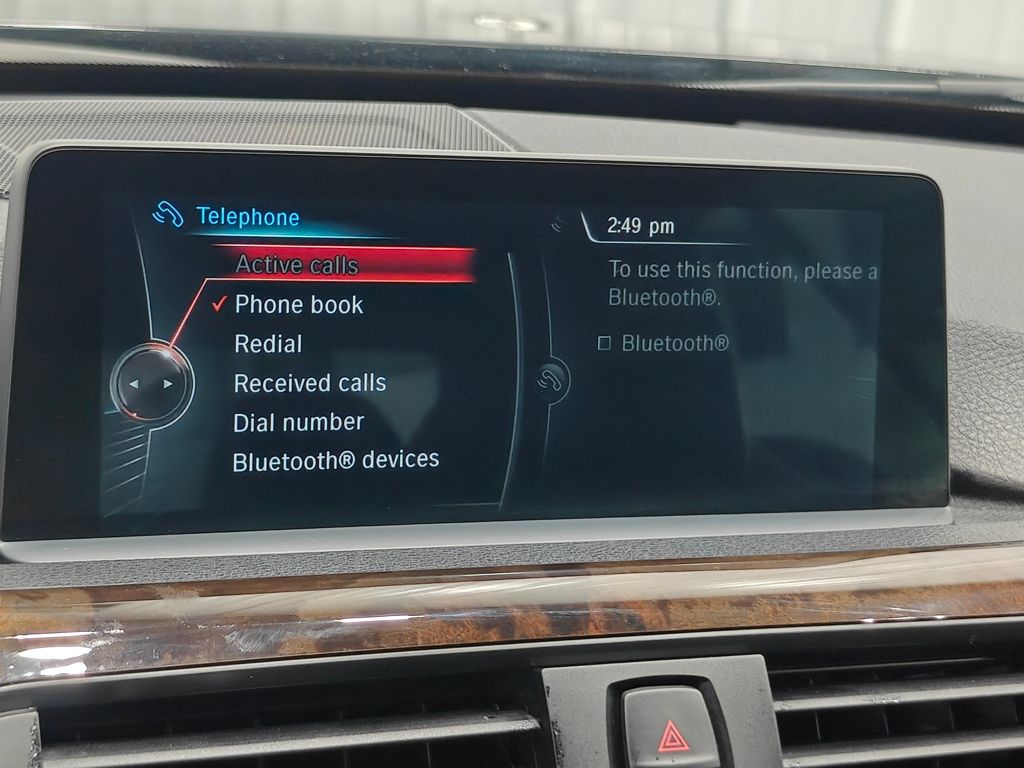 Telephone
Active calls
Phone book
Redial
Received calls
Dial number
Bluetooth® devices
2:49 pm
To use this function, please a
Bluetooth®.
Bluetooth®